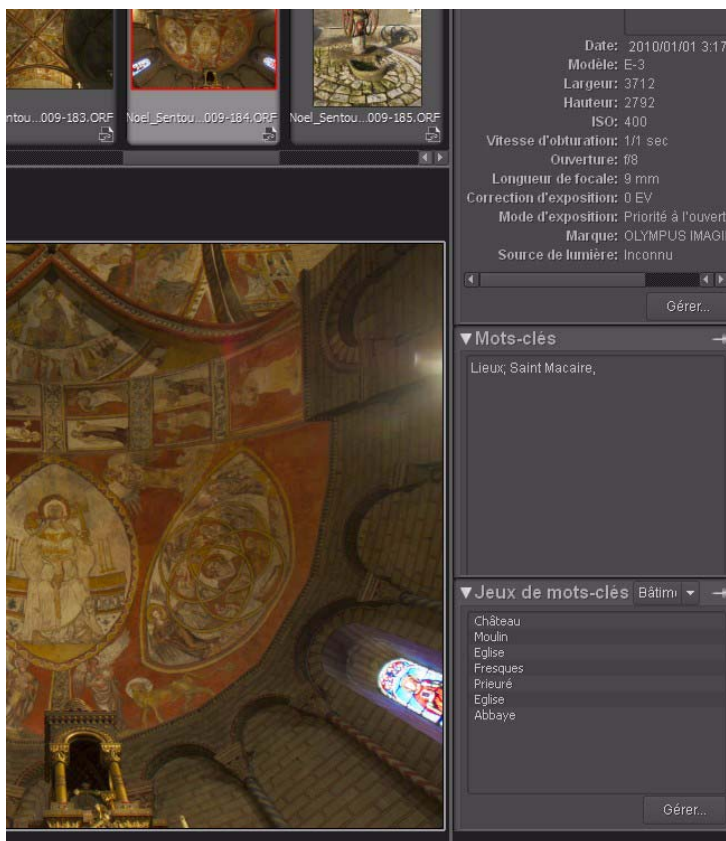 ntou...009-183.ORF
Noel_Sentou...009-184.ORF
Noel_Sentou...009-185.ORF
Date: 2010/01/01 3:17
Modèle: E-3
Largeur: 3712
Hauteur: 2792
ISO: 400
Vitesse d'obturation: 1/1 sec
Ouverture: f/8
Longueur de focale: 9 mm
Correction d'exposition: 0 EV
Mode d'exposition: Priorité à l'ouvert
Marque: OLYMPUS IMAGI
Source de lumière: Inconnu
Gérer...
Mots-clés
Lieux; Saint Macaire,
Jeux de mots-clés Bâtim
Château
Moulin
Eglise
Fresques
Prieuré
Eglise
Abbaye
Gérer...